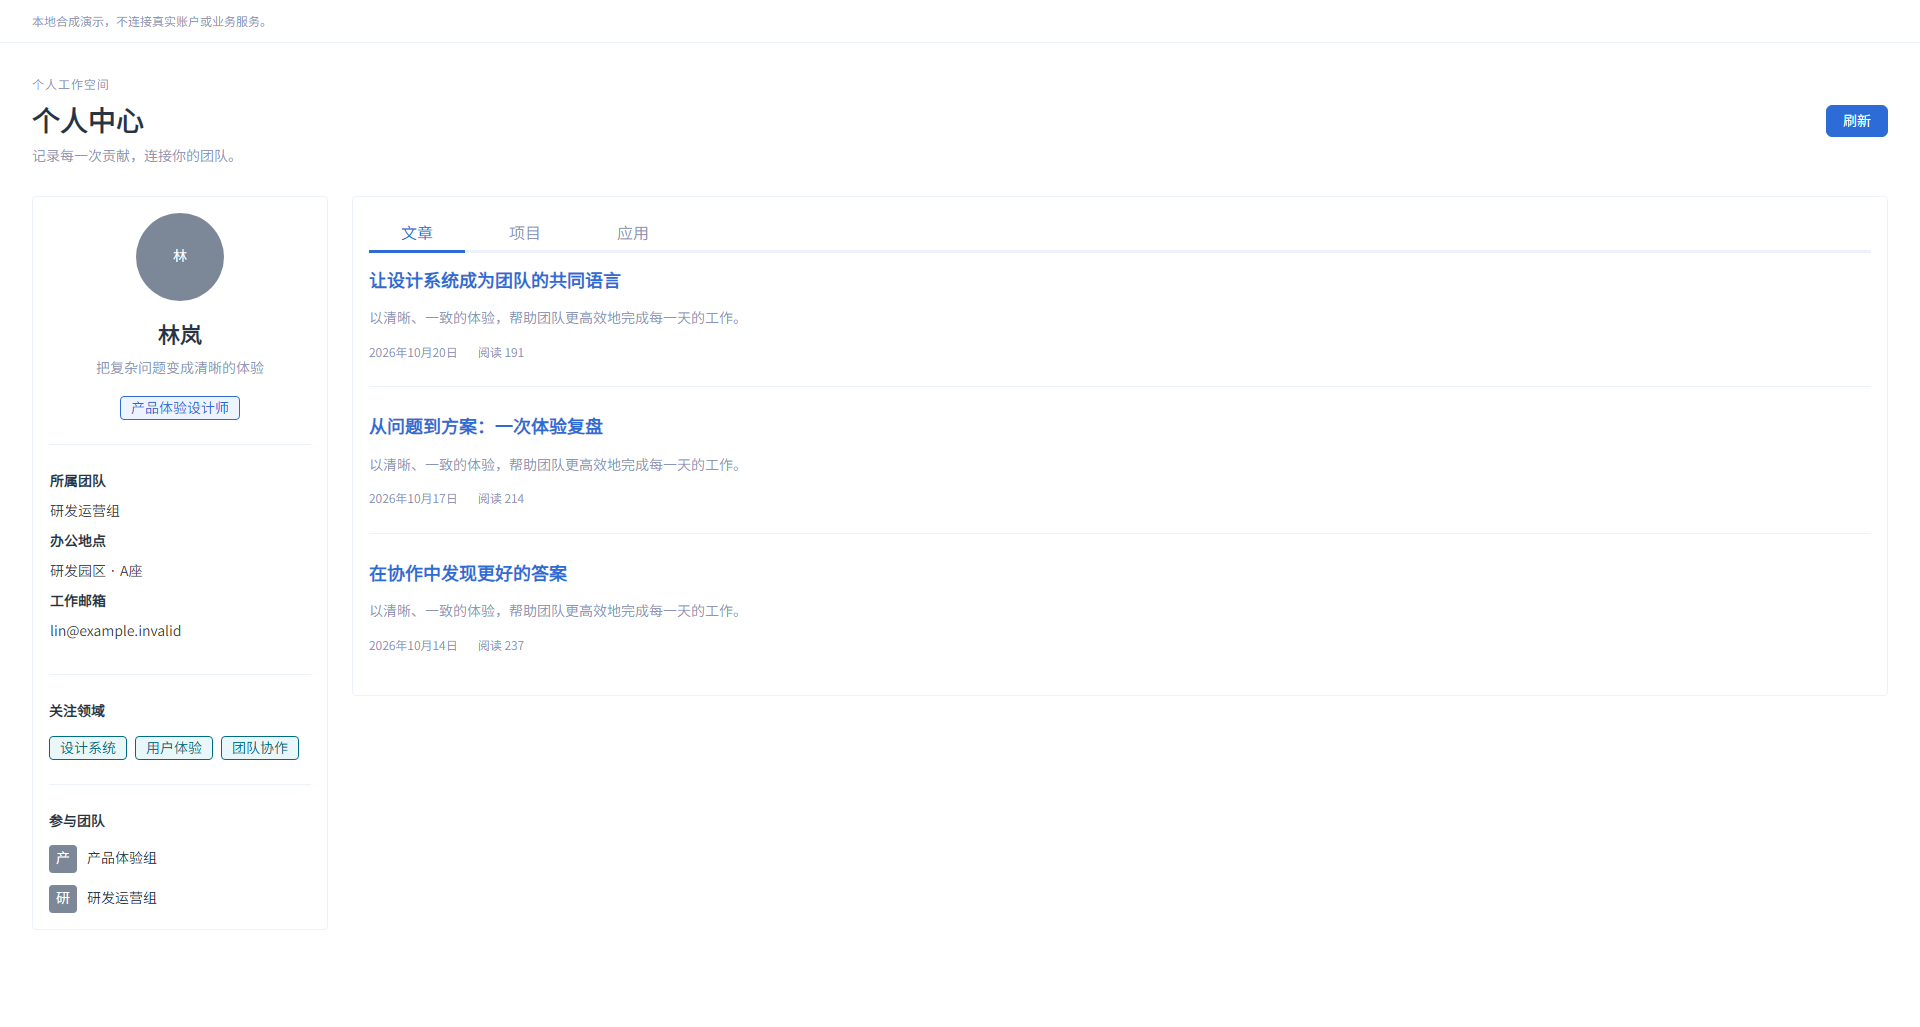 本地合成演示，不连接真实账户或业务服务。
个人工作空间
个人中心
记录每一次贡献，连接你的团队。
刷新
林
林岚
把复杂问题变成清晰的体验
产品体验设计师
所属团队
研发运营组
办公地点
研发园区 · A座
工作邮箱
lin@example.invalid
关注领域
设计系统 用户体验 团队协作
参与团队
产 产品体验组
研 研发运营组
文章 项目 应用
让设计系统成为团队的共同语言
以清晰、一致的体验，帮助团队更高效地完成每一天的工作。
2026年10月20日 阅读 191
从问题到方案：一次体验复盘
以清晰、一致的体验，帮助团队更高效地完成每一天的工作。
2026年10月17日 阅读 214
在协作中发现更好的答案
以清晰、一致的体验，帮助团队更高效地完成每一天的工作。
2026年10月14日 阅读 237